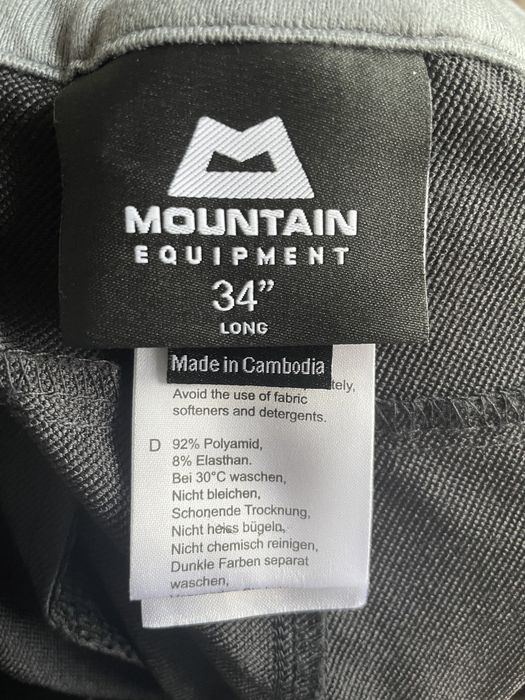 MOUNTAIN
EQUIPMENT
34”
LONG
Made in Cambodia
tely,
Avoid the use of fabric
softeners and detergents.
D 92% Polyamid,
8% Elasthan.
Bei 30°C waschen,
Nicht bleichen,
Schonende Trocknung,
Nicht heiss bügeln,
Nicht chemisch reinigen,
Dunkle Farben separat
waschen,